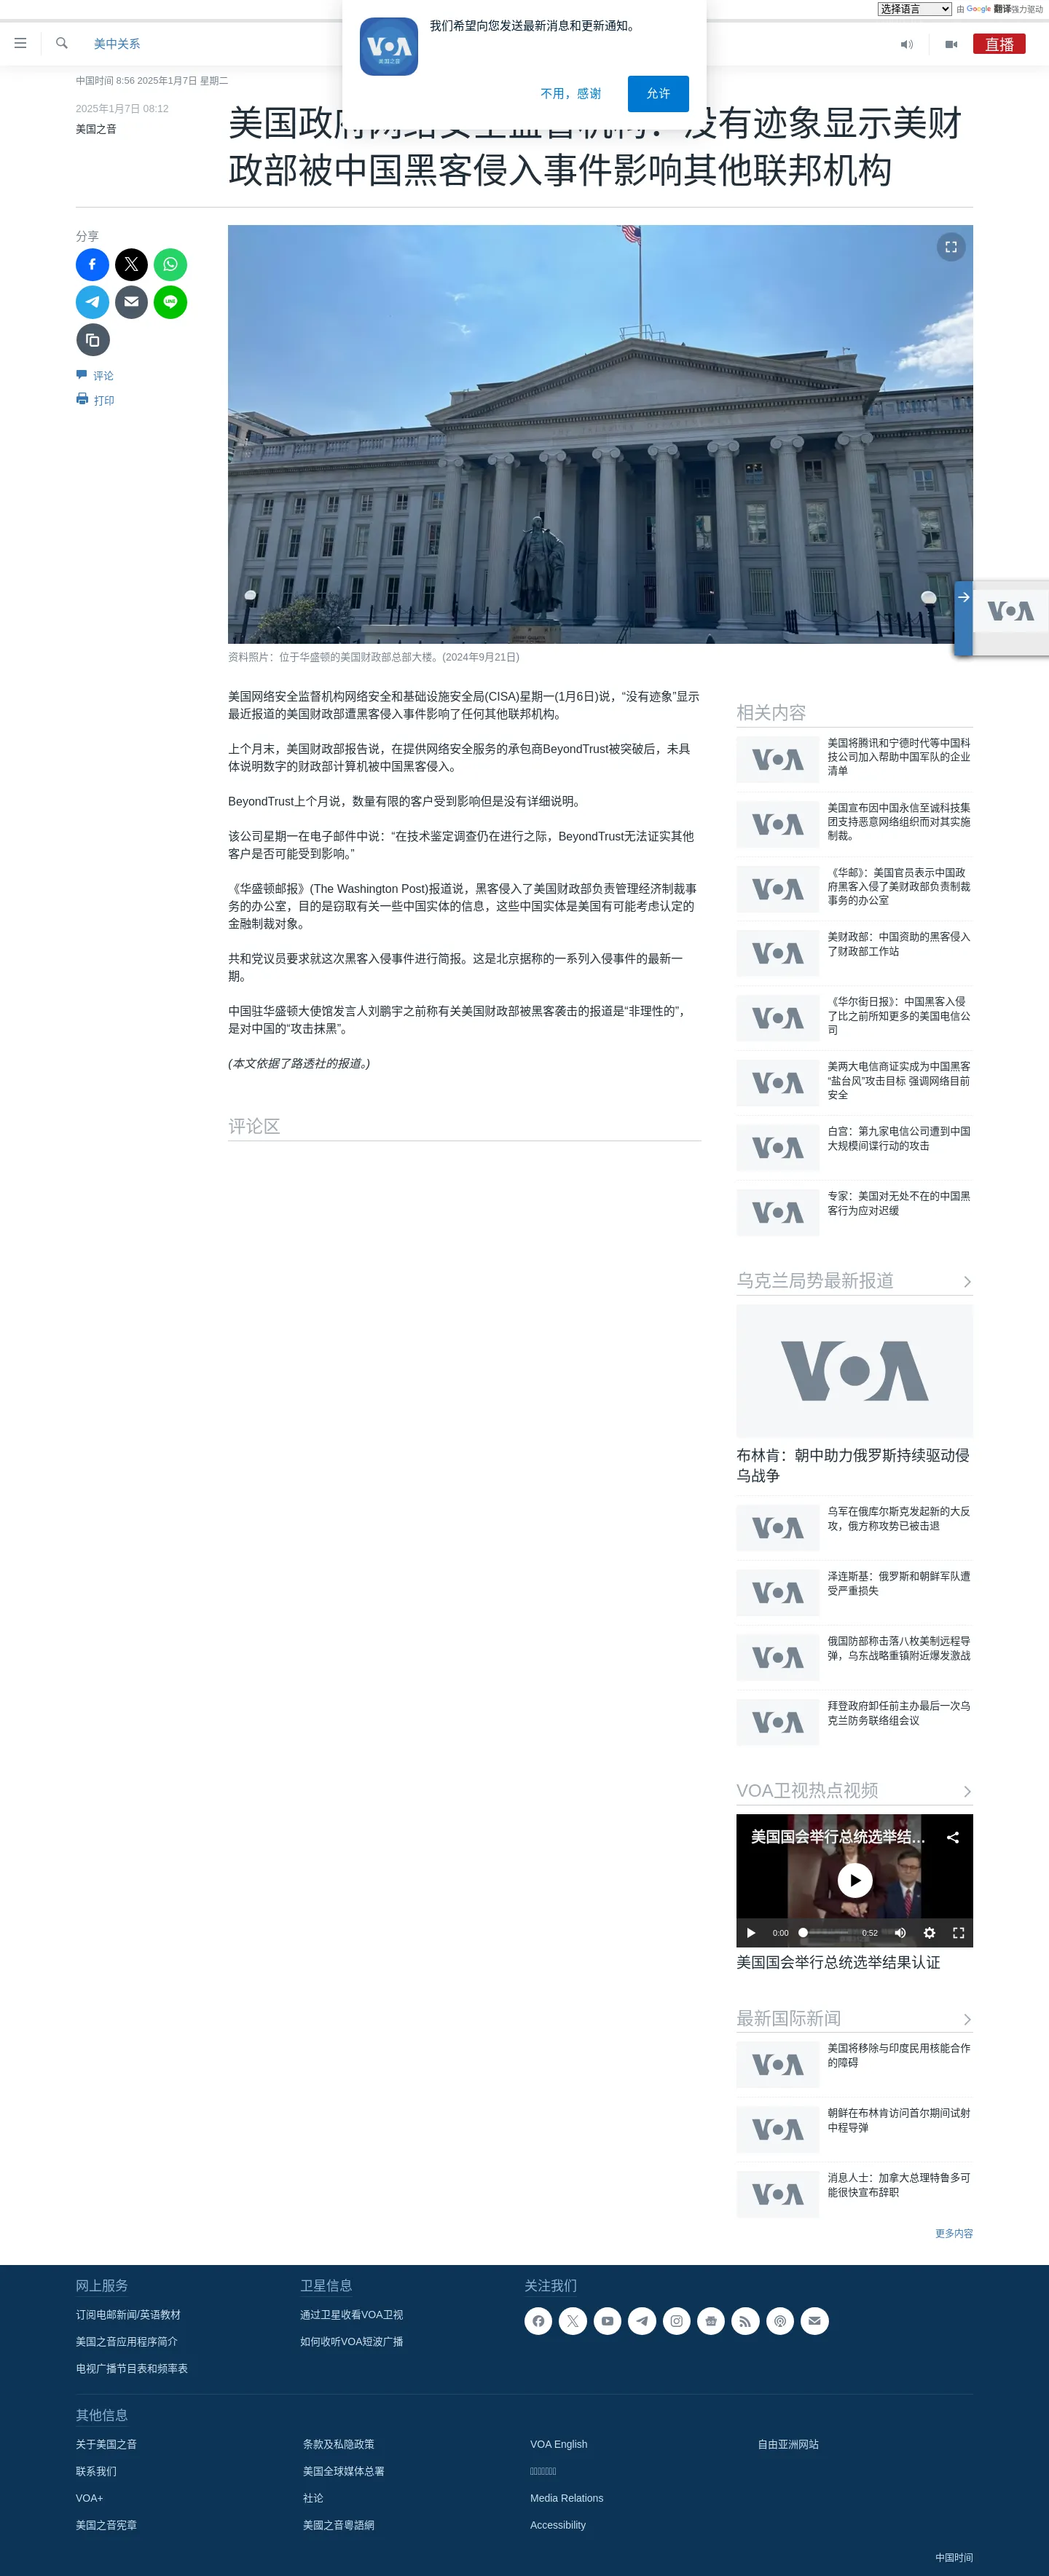 选择语言
由 Google 翻译强力驱动
我们希望向您发送最新消息和更新通知。
VOA
美国之音
不用，感谢
允许
美中关系
直播
中国时间 8:56 2025年1月7日 星期二
2025年1月7日 08:12
美国之音
美国政府网络安全监督机构：没有迹象显示美财
政部被中国黑客侵入事件影响其他联邦机构
分享
LINE
评论
打印
VOA
资料照片：位于华盛顿的美国财政部总部大楼。(2024年9月21日)
美国网络安全监督机构网络安全和基础设施安全局(CISA)星期一(1月6日)说，“没有迹象”显示
最近报道的美国财政部遭黑客侵入事件影响了任何其他联邦机构。
上个月末，美国财政部报告说，在提供网络安全服务的承包商BeyondTrust被突破后，未具
体说明数字的财政部计算机被中国黑客侵入。
BeyondTrust上个月说，数量有限的客户受到影响但是没有详细说明。
该公司星期一在电子邮件中说：“在技术鉴定调查仍在进行之际，BeyondTrust无法证实其他
客户是否可能受到影响。”
《华盛顿邮报》(The Washington Post)报道说，黑客侵入了美国财政部负责管理经济制裁事
务的办公室，目的是窃取有关一些中国实体的信息，这些中国实体是美国有可能考虑认定的
金融制裁对象。
共和党议员要求就这次黑客入侵事件进行简报。这是北京据称的一系列入侵事件的最新一
期。
中国驻华盛顿大使馆发言人刘鹏宇之前称有关美国财政部被黑客袭击的报道是“非理性的”，
是对中国的“攻击抹黑”。
(本文依据了路透社的报道。)
评论区
相关内容
VOA
美国将腾讯和宁德时代等中国科
技公司加入帮助中国军队的企业
清单
VOA
美国宣布因中国永信至诚科技集
团支持恶意网络组织而对其实施
制裁。
VOA
《华邮》：美国官员表示中国政
府黑客入侵了美财政部负责制裁
事务的办公室
VOA
美财政部：中国资助的黑客侵入
了财政部工作站
VOA
《华尔街日报》：中国黑客入侵
了比之前所知更多的美国电信公
司
VOA
美两大电信商证实成为中国黑客
“盐台风”攻击目标 强调网络目前
安全
VOA
白宫：第九家电信公司遭到中国
大规模间谍行动的攻击
VOA
专家：美国对无处不在的中国黑
客行为应对迟缓
乌克兰局势最新报道
VOA
布林肯：朝中助力俄罗斯持续驱动侵
乌战争
VOA
乌军在俄库尔斯克发起新的大反
攻，俄方称攻势已被击退
VOA
泽连斯基：俄罗斯和朝鲜军队遭
受严重损失
VOA
俄国防部称击落八枚美制远程导
弹，乌东战略重镇附近爆发激战
VOA
拜登政府卸任前主办最后一次乌
克兰防务联络组会议
VOA卫视热点视频
美国国会举行总统选举结...
0:00
0:52
美国国会举行总统选举结果认证
最新国际新闻
VOA
美国将移除与印度民用核能合作
的障碍
VOA
朝鲜在布林肯访问首尔期间试射
中程导弹
VOA
消息人士：加拿大总理特鲁多可
能很快宣布辞职
更多内容
网上服务
订阅电邮新闻/英语教材
美国之音应用程序简介
电视广播节目表和频率表
卫星信息
通过卫星收看VOA卫视
如何收听VOA短波广播
关注我们
其他信息
关于美国之音
联系我们
VOA+
美国之音宪章
条款及私隐政策
美国全球媒体总署
社论
美國之音粵語網
VOA English
Media Relations
Accessibility
自由亚洲网站
中国时间